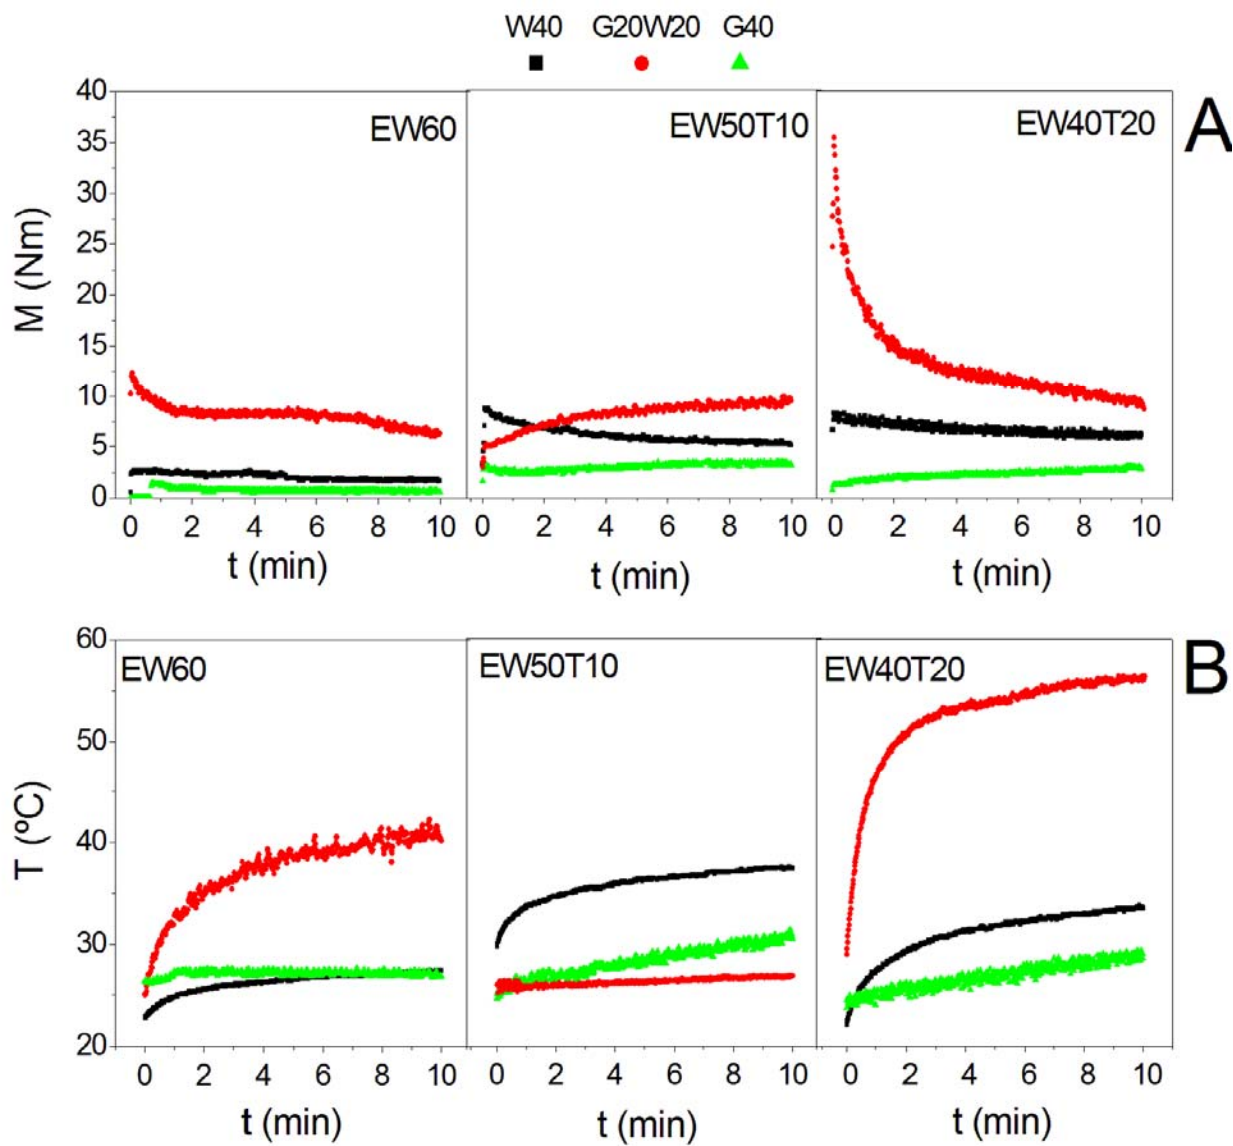 W40 G20W20 G40
A
EW60 EW50T10 EW40T20
M (Nm)
40
35
30
25
20
15
10
5
0
0 2 4 6 8 10 0 2 4 6 8 10 0 2 4 6 8 10
t (min) t (min) t (min)
B
EW60 EW50T10 EW40T20
T (ºC)
60
50
40
30
20
0 2 4 6 8 10 0 2 4 6 8 10 0 2 4 6 8 10
t (min) t (min) t (min)